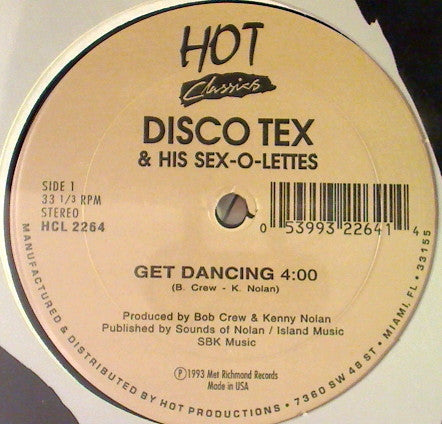 HOT
Classics
DISCO TEX
& HIS SEX-O-LETTES
SIDE 1
33 1/3 RPM
STEREO
HCL 2264
0 53993 22641 4
GET DANCING 4:00
(B. Crew - K. Nolan)
Produced by Bob Crew & Kenny Nolan
Published by Sounds of Nolan / Island Music
SBK Music
Ⓟ1993 Met Richmond Records
Made in USA
MANUFACTURED & DISTRIBUTED BY HOT PRODUCTIONS • 7360 SW 48 ST • MIAMI, FL • 33155